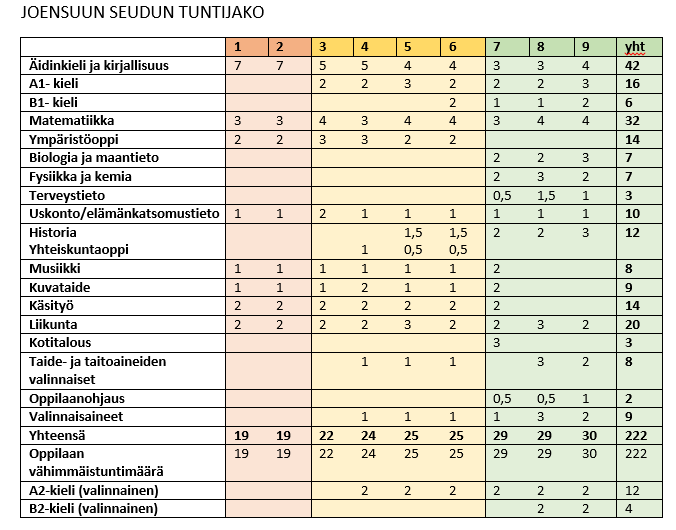 JOENSUUN SEUDUN TUNTIJAKO
1 2 3 4 5 6 7 8 9 yht
Äidinkieli ja kirjallisuus 7 7 5 5 4 4 3 3 4 42
A1- kieli 2 2 3 2 2 2 3 16
B1- kieli 2 1 1 2 6
Matematiikka 3 3 4 3 4 4 3 4 4 32
Ympäristöoppi 2 2 3 3 2 2 14
Biologia ja maantieto 2 2 3 7
Fysiikka ja kemia 2 3 2 7
Terveystieto 0,5 1,5 1 3
Uskonto/elämänkatsomustieto 1 1 2 1 1 1 1 1 1 10
Historia 1,5 1,5 2 2 3 12
Yhteiskuntaoppi 1 0,5 0,5
Musiikki 1 1 1 1 1 1 2 8
Kuvataide 1 1 1 2 1 1 2 9
Käsityö 2 2 2 2 2 2 2 14
Liikunta 2 2 2 2 3 2 2 3 2 20
Kotitalous 3 3
Taide- ja taitoaineiden 1 1 1 3 2 8
valinnaiset
Oppilaanohjaus 0,5 0,5 1 2
Valinnaisaineet 1 1 1 1 3 2 9
Yhteensä 19 19 22 24 25 25 29 29 30 222
Oppilaan 19 19 22 24 25 25 29 29 30 222
vähimmäistuntimäärä
A2-kieli (valinnainen) 2 2 2 2 2 2 12
B2-kieli (valinnainen) 2 2 4